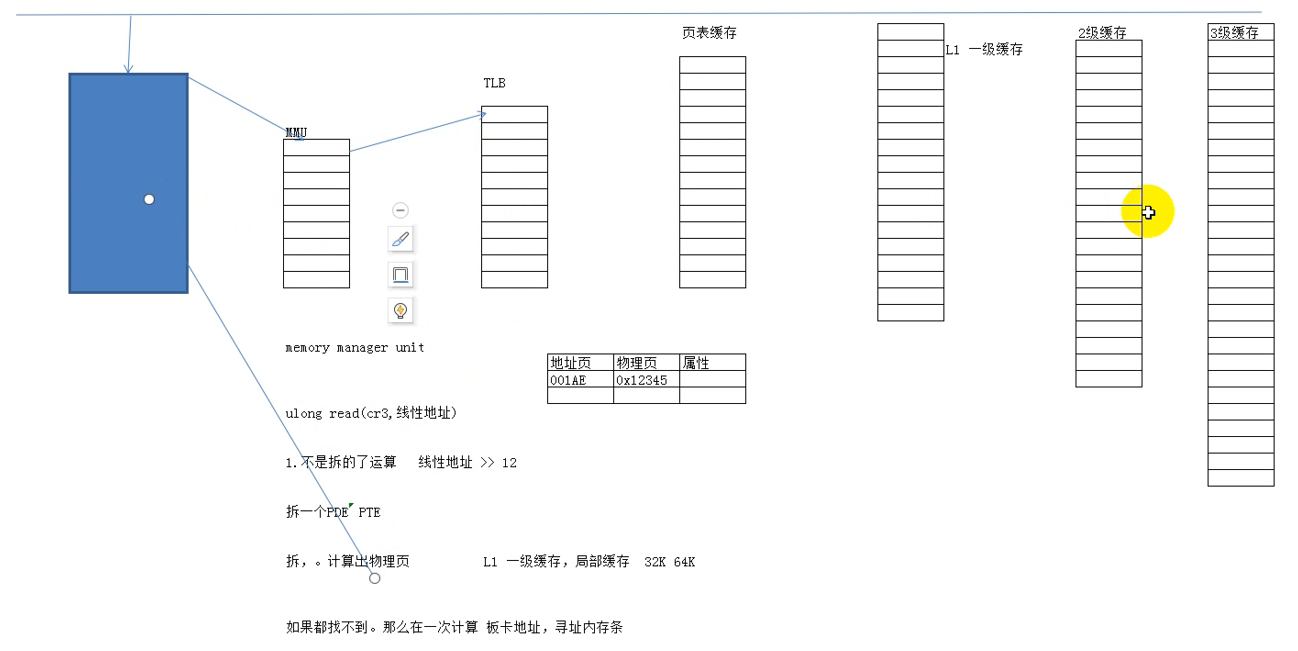 页表缓存
L1 一级缓存
2级缓存
3级缓存
TLB
MMU
memory manager unit
地址页 物理页 属性
001AE 0x12345
ulong read(cr3,线性地址)
1.不是拆的了运算 线性地址 >> 12
拆一个PDE PTE
拆，。计算出物理页 L1 一级缓存，局部缓存 32K 64K
如果都找不到。那么在一次计算 板卡地址，寻址内存条